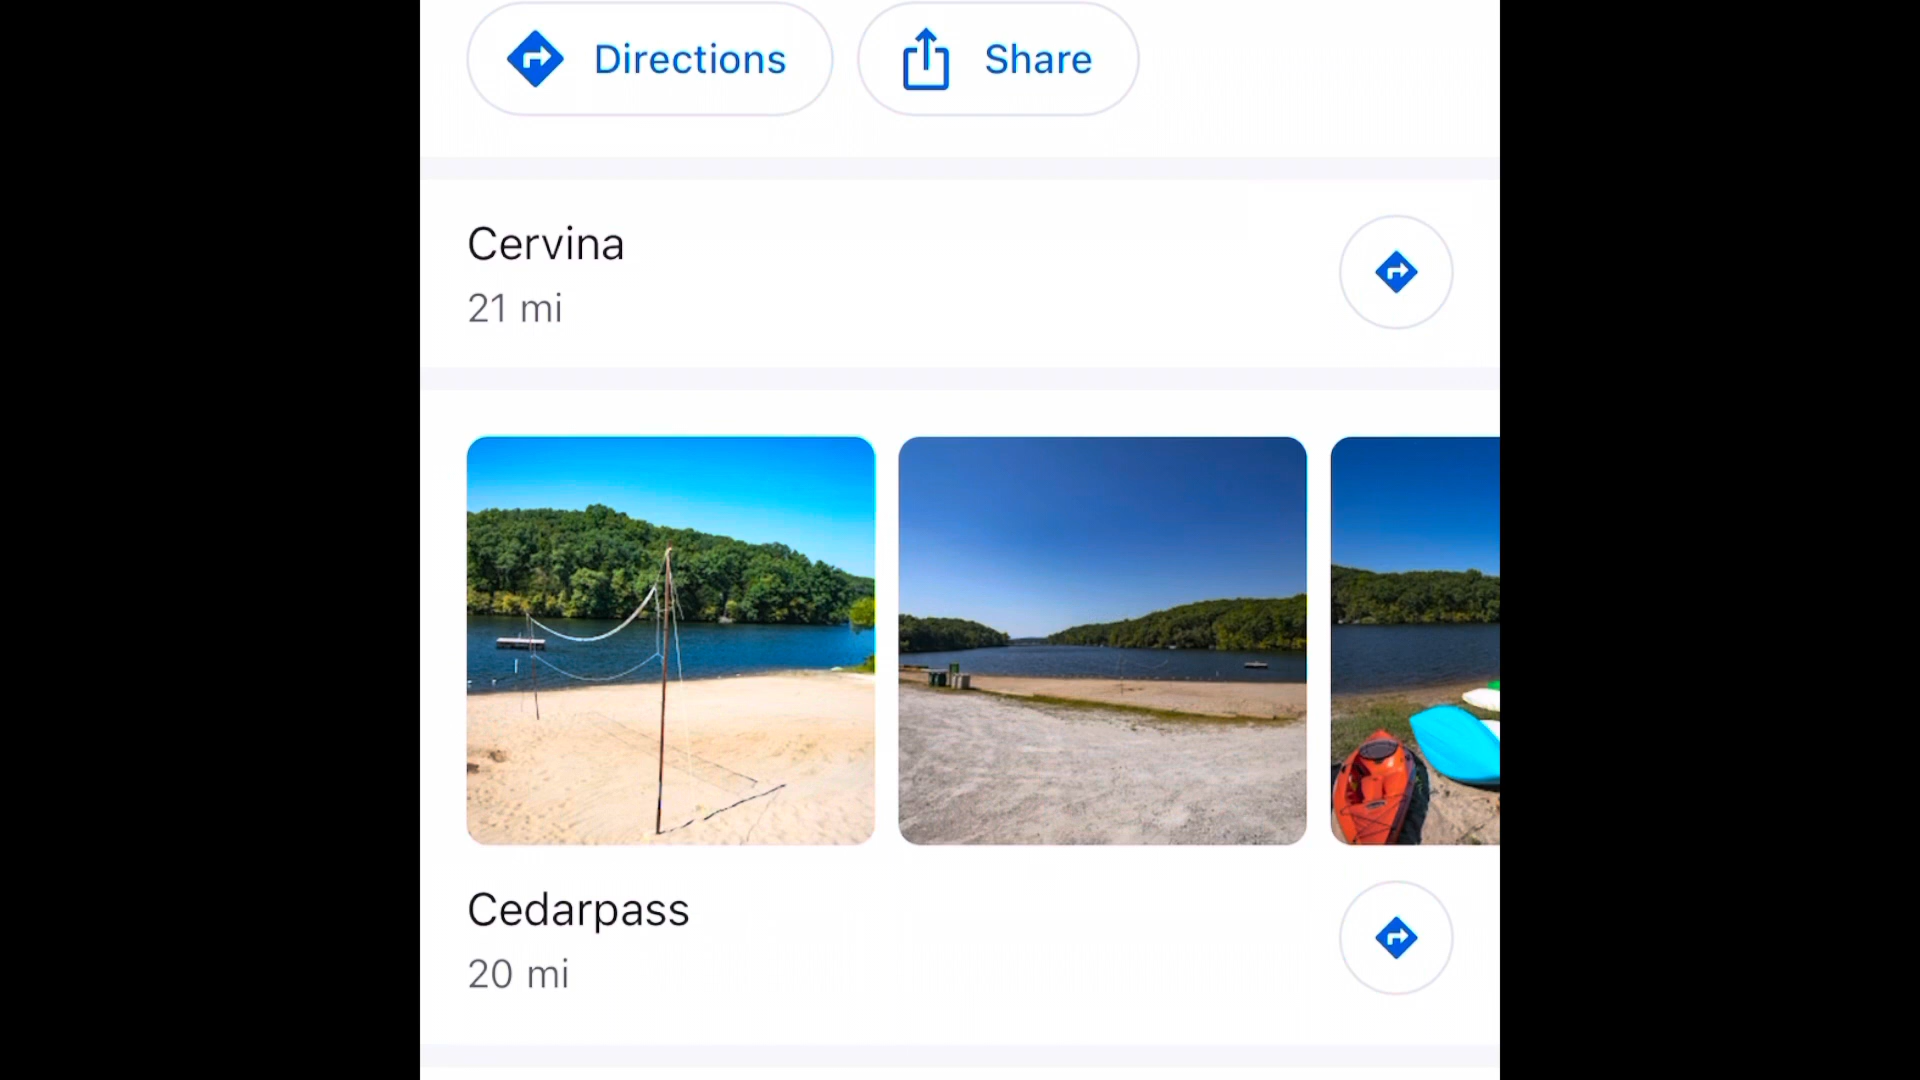 Directions
Share
Cervina
21 mi
Cedarpass
20 mi